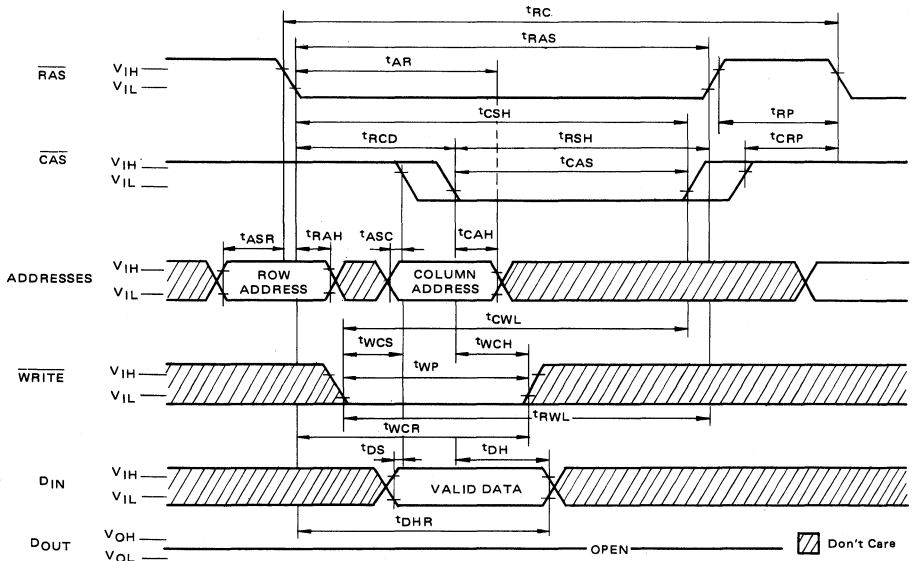 tRC
tRAS
tAR
RAS
VIH
VIL
tCSH
tRP
tRCD
tRSH
tCRP
CAS
VIH
VIL
tCAS
tASR
tRAH
tASC
tCAH
ADDRESSES
VIH
VIL
ROW ADDRESS
COLUMN ADDRESS
tCWL
tWCS
tWCH
tWP
WRITE
VIH
VIL
tRWL
tWCR
tDS
tDH
DIN
VIH
VIL
VALID DATA
tDHR
DOUT
VOH
VOL
OPEN
Don't Care